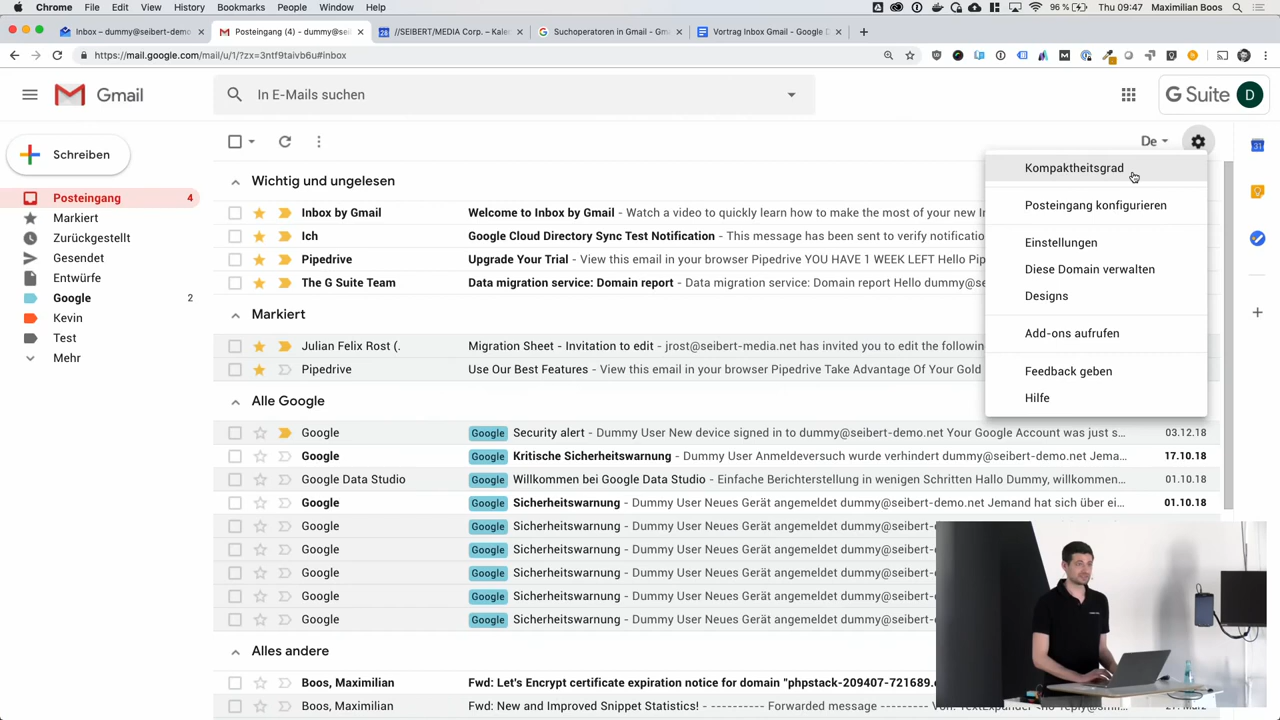 Chrome File Edit View History Bookmarks People Window Help 96 % Thu 09:47 Maximilian Boos
Inbox – dummy@seibert-demo.n
Posteingang (4) - dummy@sei
//SEIBERT/MEDIA Corp. – Kale
Suchoperatoren in Gmail - Gm
Vortrag Inbox Gmail - Google D
https://mail.google.com/mail/u/1/?zx=3ntf9taivb6u#inbox
Gmail
In E-Mails suchen
G Suite D
Schreiben
De
Posteingang 4
Markiert
Zurückgestellt
Gesendet
Entwürfe
Google 2
Kevin
Test
Mehr
Wichtig und ungelesen
Inbox by Gmail Welcome to Inbox by Gmail - Watch a video to quickly learn how to make the most of your new In
Ich Google Cloud Directory Sync Test Notification - This message has been sent to verify notificatio
Pipedrive Upgrade Your Trial - View this email in your browser Pipedrive YOU HAVE 1 WEEK LEFT Hello Pip
The G Suite Team Data migration service: Domain report - Data migration service: Domain report Hello dummy@se
Markiert
Julian Felix Rost (. Migration Sheet - Invitation to edit - jrost@seibert-media.net has invited you to edit the followin
Pipedrive Use Our Best Features - View this email in your browser Pipedrive Take Advantage Of Your Gold
Alle Google
Google Google Security alert - Dummy User New device signed in to dummy@seibert-demo.net Your Google Account was just s... 03.12.18
Google Google Kritische Sicherheitswarnung - Dummy User Anmeldeversuch wurde verhindert dummy@seibert-demo.net Jema... 17.10.18
Google Data Studio Google Willkommen bei Google Data Studio - Einfache Berichterstellung in wenigen Schritten Hallo Dummy, willkommen... 01.10.18
Google Google Sicherheitswarnung - Dummy User Neues Gerät angemeldet dummy@seibert-demo.net Jemand hat sich über ei... 01.10.18
Google Google Sicherheitswarnung - Dummy User Neues Gerät angemeldet dummy@seibert-d
Google Google Sicherheitswarnung - Dummy User Neues Gerät angemeldet dummy@seibert-d
Google Google Sicherheitswarnung - Dummy User Neues Gerät angemeldet dummy@seibert-d
Google Google Sicherheitswarnung - Dummy User Neues Gerät angemeldet dummy@seibert-d
Google Google Sicherheitswarnung - Dummy User Neues Gerät angemeldet dummy@seibert-d
Alles andere
Boos, Maximilian Fwd: Let's Encrypt certificate expiration notice for domain "phpstack-209407-721689.c
Boos, Maximilian Fwd: New and Improved Snippet Statistics! - ---------- Forwarded message ---------
Kompaktheitsgrad
Posteingang konfigurieren
Einstellungen
Diese Domain verwalten
Designs
Add-ons aufrufen
Feedback geben
Hilfe
31